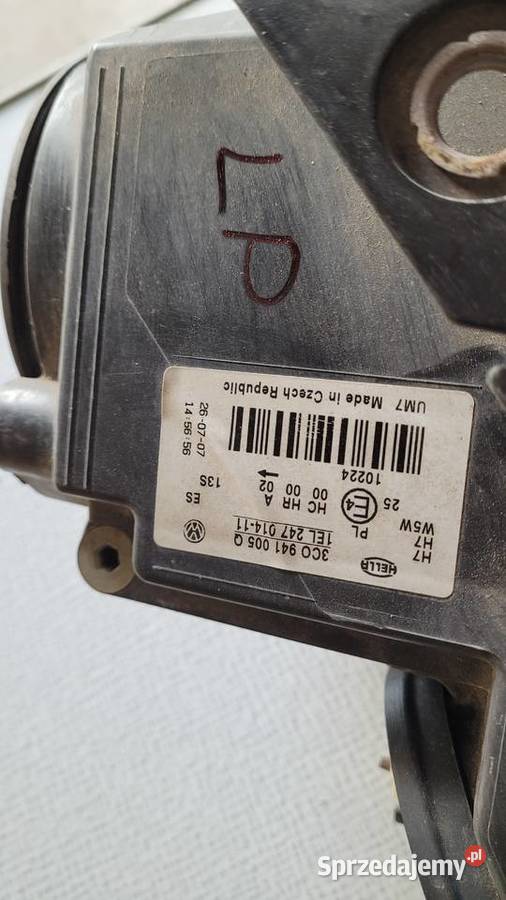 LP
HELLA
3C0 941 005 Q
1EL 247 014-11
H7
H7
W5W
PL
E4
25
HC HR A
00 00 02
ES
13S
10224
26-07-07
14:56:56
UM7 Made in Czech Republic
Sprzedajemy.pl